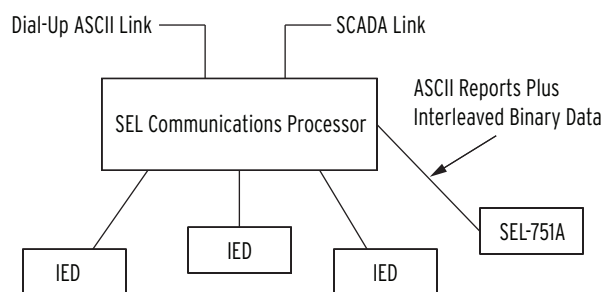 Dial-Up ASCII Link
SCADA Link
ASCII Reports Plus
Interleaved Binary Data
SEL Communications Processor
SEL-751A
IED
IED
IED